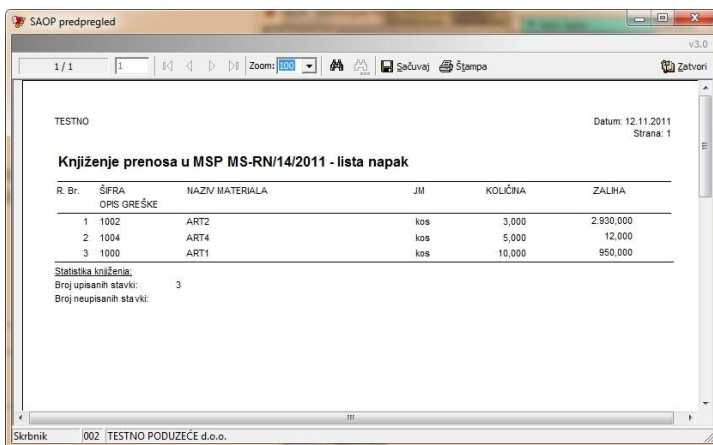 SAOP predpregled
v3.0
1 / 1 1 Zoom: 100 Sačuvaj Štampa Zatvori
TESTNO Datum: 12.11.2011
Strana: 1
Knjiženje prenosa u MSP MS-RN/14/2011 - lista napak
R. Br. ŠIFRA NAZIV MATERIALA JM KOLIČINA ZALIHA
OPIS GREŠKE
1 1002 ART2 kos 3,000 2.930,000
2 1004 ART4 kos 5,000 12,000
3 1000 ART1 kos 10,000 950,000
Statistika knjiženja:
Broj upisanih stavki: 3
Broj neupisanih stavki:
Skrbnik 002 TESTNO PODUZEĆE d.o.o.